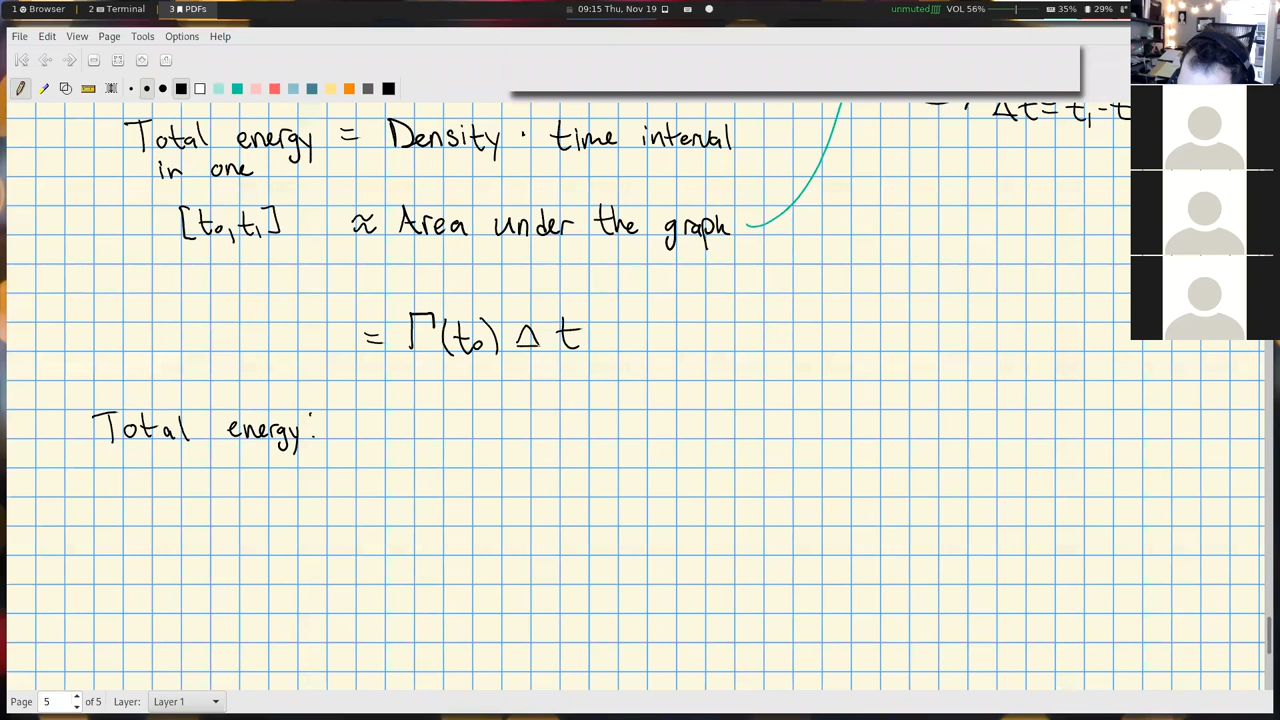 1 Browser 2 Terminal 3 PDFs 09:15 Thu, Nov 19 unmuted VOL 56% 35% 29%
File Edit View Page Tools Options Help
Δt = t₁ - t
Total energy = Density · time interval
in one
[t₀, t₁] ≈ Area under the graph
= Γ(t₀) Δ t
Total energy:
Page 5 of 5 Layer: Layer 1